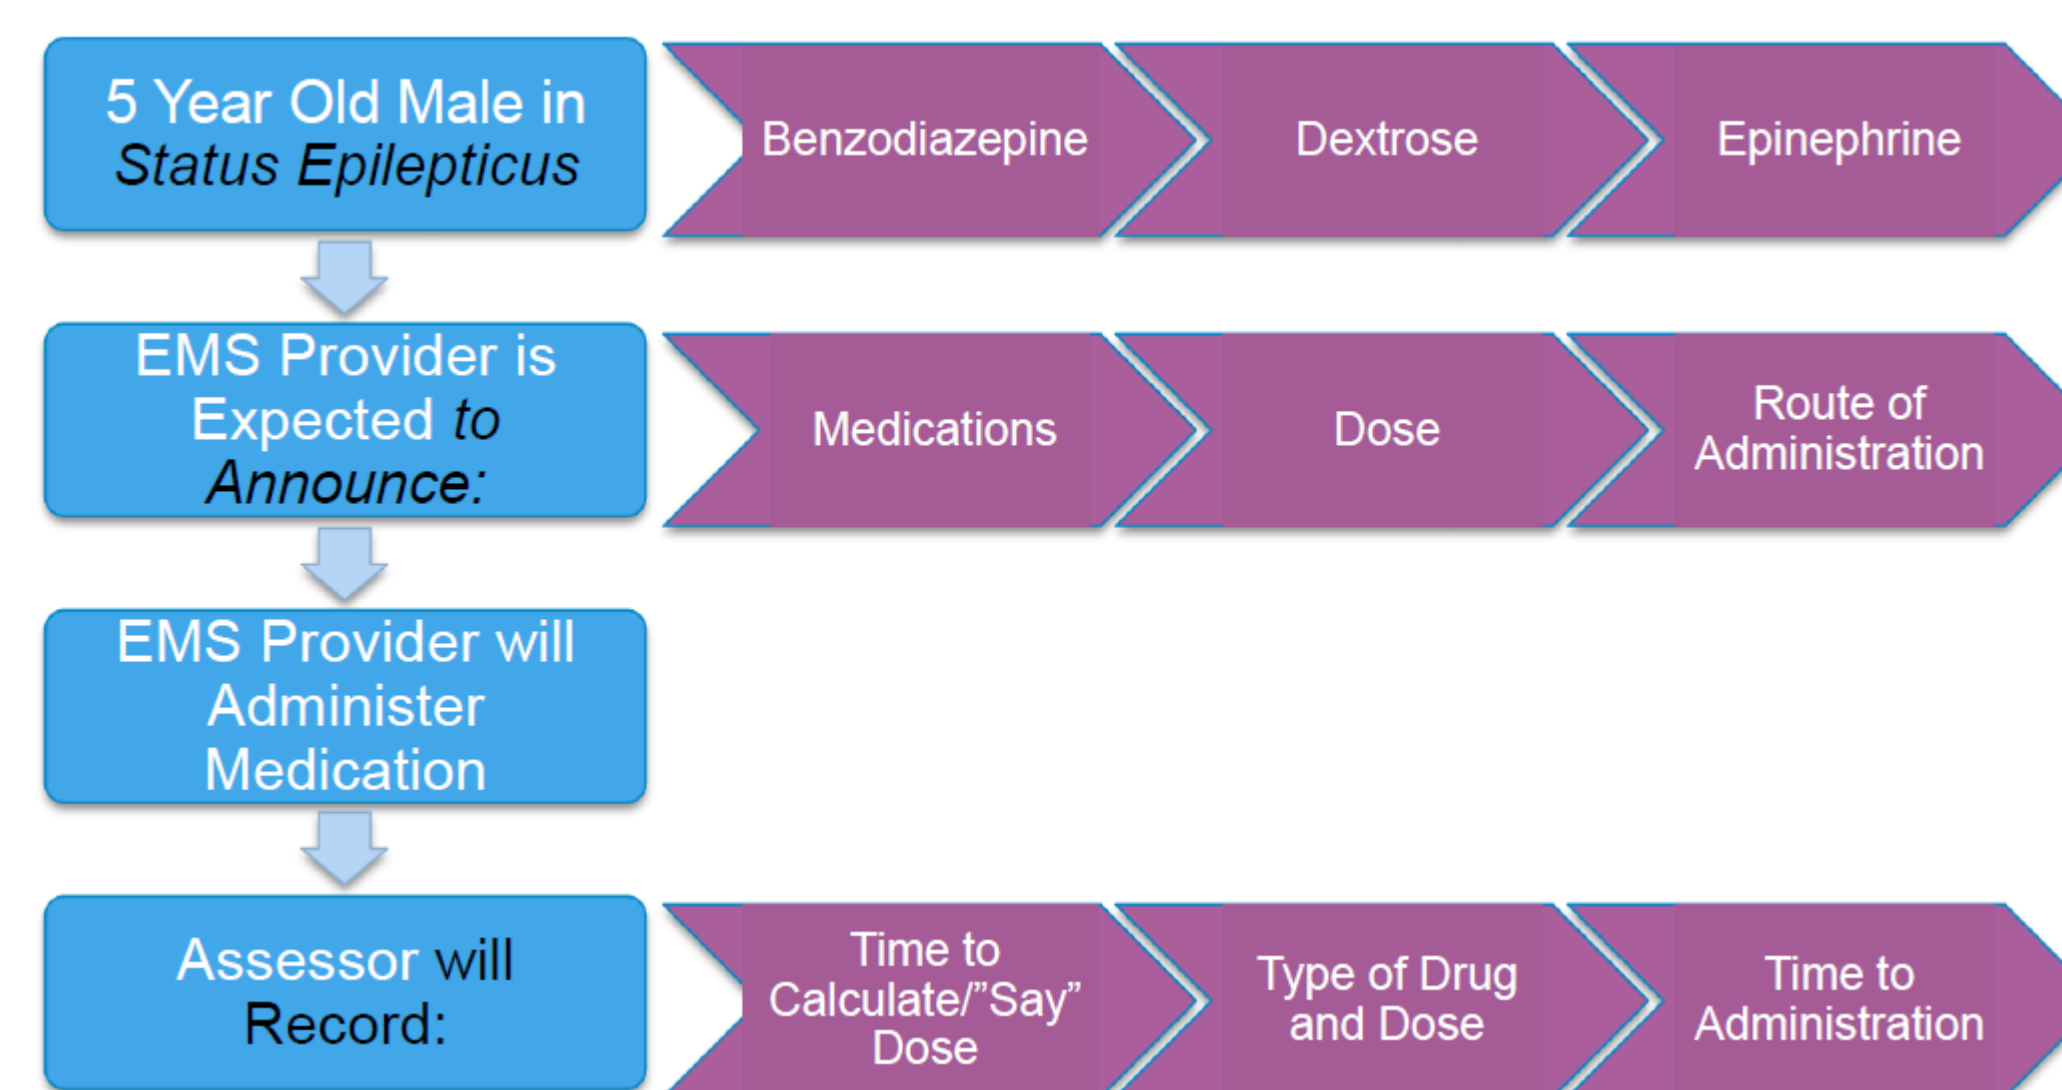 5 Year Old Male in
Status Epilepticus
Benzodiazepine
Dextrose
Epinephrine
EMS Provider is
Expected to
Announce:
Medications
Dose
Route of
Administration
EMS Provider will
Administer
Medication
Assessor will
Record:
Time to
Calculate/”Say”
Dose
Type of Drug
and Dose
Time to
Administration